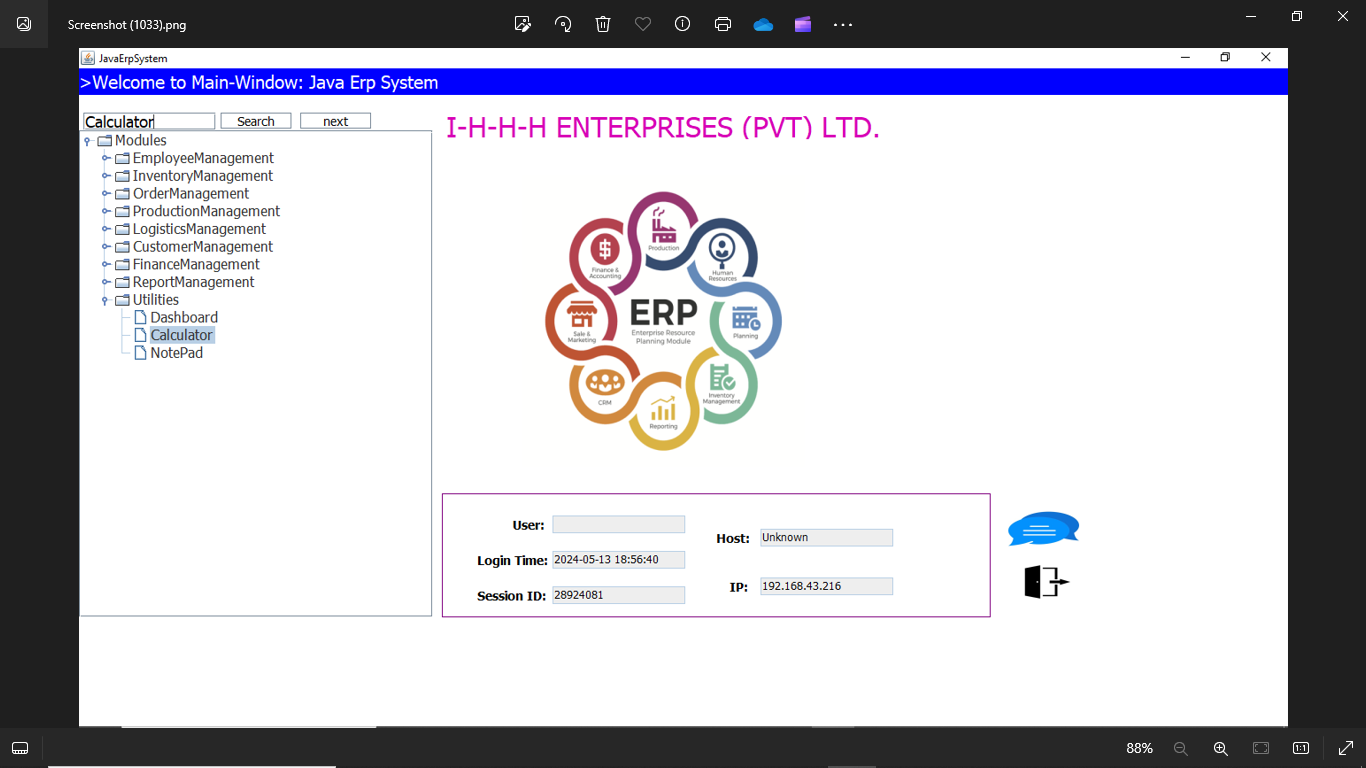 Screenshot (1033).png
JavaErpSystem
>Welcome to Main-Window: Java Erp System
Calculator
Search
next
Modules
EmployeeManagement
InventoryManagement
OrderManagement
ProductionManagement
LogisticsManagement
CustomerManagement
FinanceManagement
ReportManagement
Utilities
Dashboard
Calculator
NotePad
I-H-H-H ENTERPRISES (PVT) LTD.
Production
Finance &
Accounting
Human
Resources
ERP
Enterprise Resource
Planning Module
Sale &
Marketing
Planning
CRM
Inventory
Management
Reporting
User:
Login Time: 2024-05-13 18:56:40
Session ID: 28924081
Host: Unknown
IP: 192.168.43.216
88%
1:1